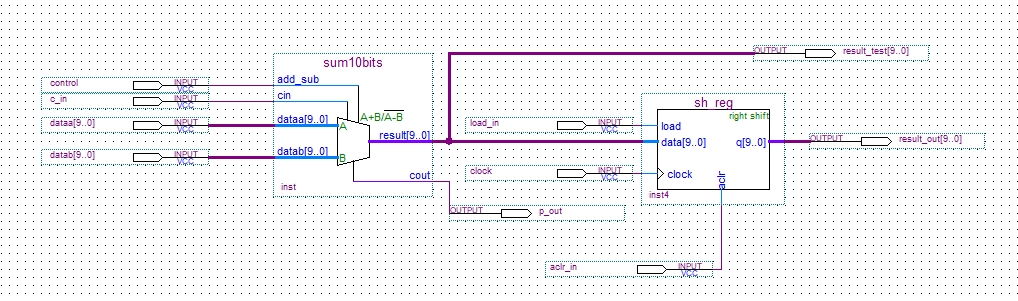 OUTPUT result_test[9..0]
sum10bits
control INPUT VCC
add_sub
c_in INPUT VCC
cin
A+B/A-B
dataa[9..0] INPUT VCC
dataa[9..0] A
result[9..0]
datab[9..0] INPUT VCC
datab[9..0] B
cout
inst
OUTPUT p_out
sh_reg
right shift
load_in INPUT VCC
load
data[9..0] q[9..0]
OUTPUT result_out[9..0]
clock INPUT VCC
clock
aclr
inst4
aclr_in INPUT VCC